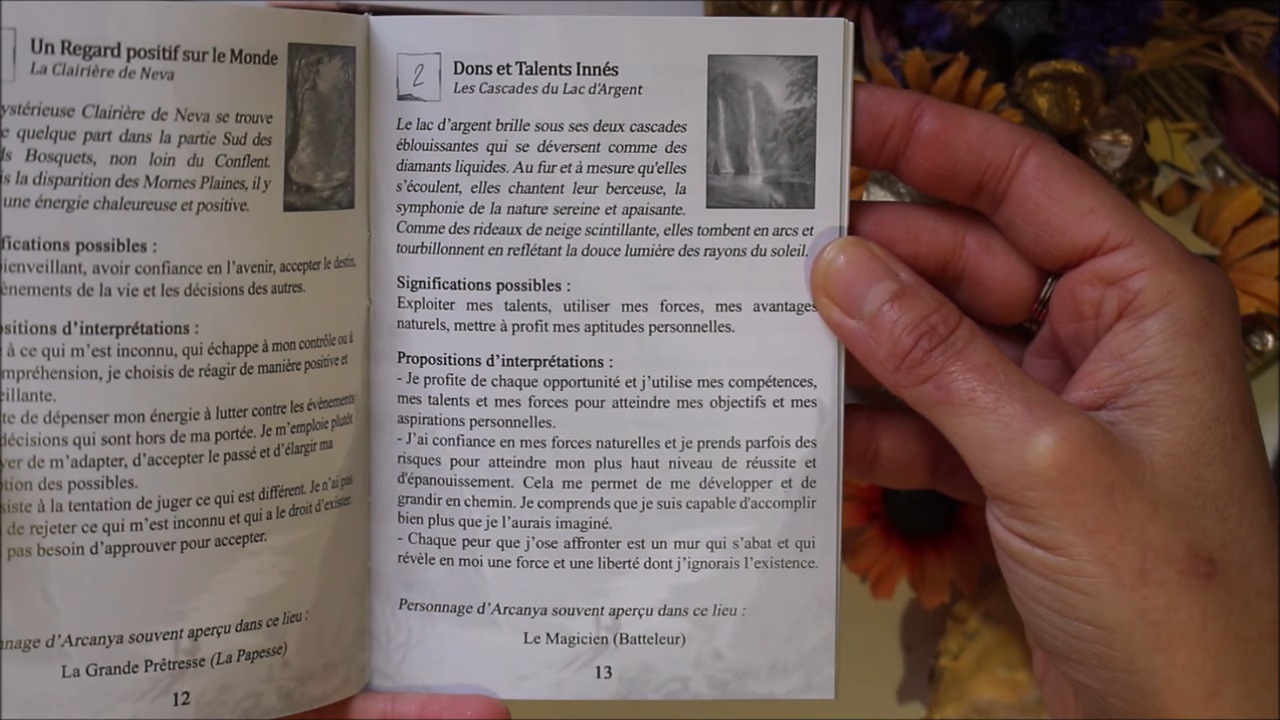 Un Regard positif sur le Monde
La Clairière de Neva
Clairière de Neva se trouve
quelque part dans la partie Sud des
Bosquets, non loin du Conflent.
la disparition des Mornes Plaines, il y
une énergie chaleureuse et positive.
possibles :
avoir confiance en l'avenir, accepter le destin,
de la vie et les décisions des autres.
d'interprétations :
à ce qui m'est inconnu, qui échappe à mon contrôle ou à
je choisis de réagir de manière positive et
de dépenser mon énergie à lutter contre les évènements
décisions qui sont hors de ma portée. Je m'emploie plutôt
de m'adapter, d'accepter le passé et d'élargir ma
des possibles.
à la tentation de juger ce qui est différent. Je n'ai pas
de rejeter ce qui m'est inconnu et qui a le droit d'exister.
pas besoin d'approuver pour accepter.
d'Arcanya souvent aperçu dans ce lieu :
La Grande Prêtresse (La Papesse)
12
2
Dons et Talents Innés
Les Cascades du Lac d'Argent
Le lac d'argent brille sous ses deux cascades
éblouissantes qui se déversent comme des
diamants liquides. Au fur et à mesure qu'elles
s'écoulent, elles chantent leur berceuse, la
symphonie de la nature sereine et apaisante.
Comme des rideaux de neige scintillante, elles tombent en arcs et
tourbillonnent en reflétant la douce lumière des rayons du soleil.
Significations possibles :
Exploiter mes talents, utiliser mes forces, mes avantages
naturels, mettre à profit mes aptitudes personnelles.
Propositions d'interprétations :
- Je profite de chaque opportunité et j'utilise mes compétences,
mes talents et mes forces pour atteindre mes objectifs et mes
aspirations personnelles.
- J'ai confiance en mes forces naturelles et je prends parfois des
risques pour atteindre mon plus haut niveau de réussite et
d'épanouissement. Cela me permet de me développer et de
grandir en chemin. Je comprends que je suis capable d'accomplir
bien plus que je l'aurais imaginé.
- Chaque peur que j'ose affronter est un mur qui s'abat et qui
révèle en moi une force et une liberté dont j'ignorais l'existence.
Personnage d'Arcanya souvent aperçu dans ce lieu :
Le Magicien (Batteleur)
13